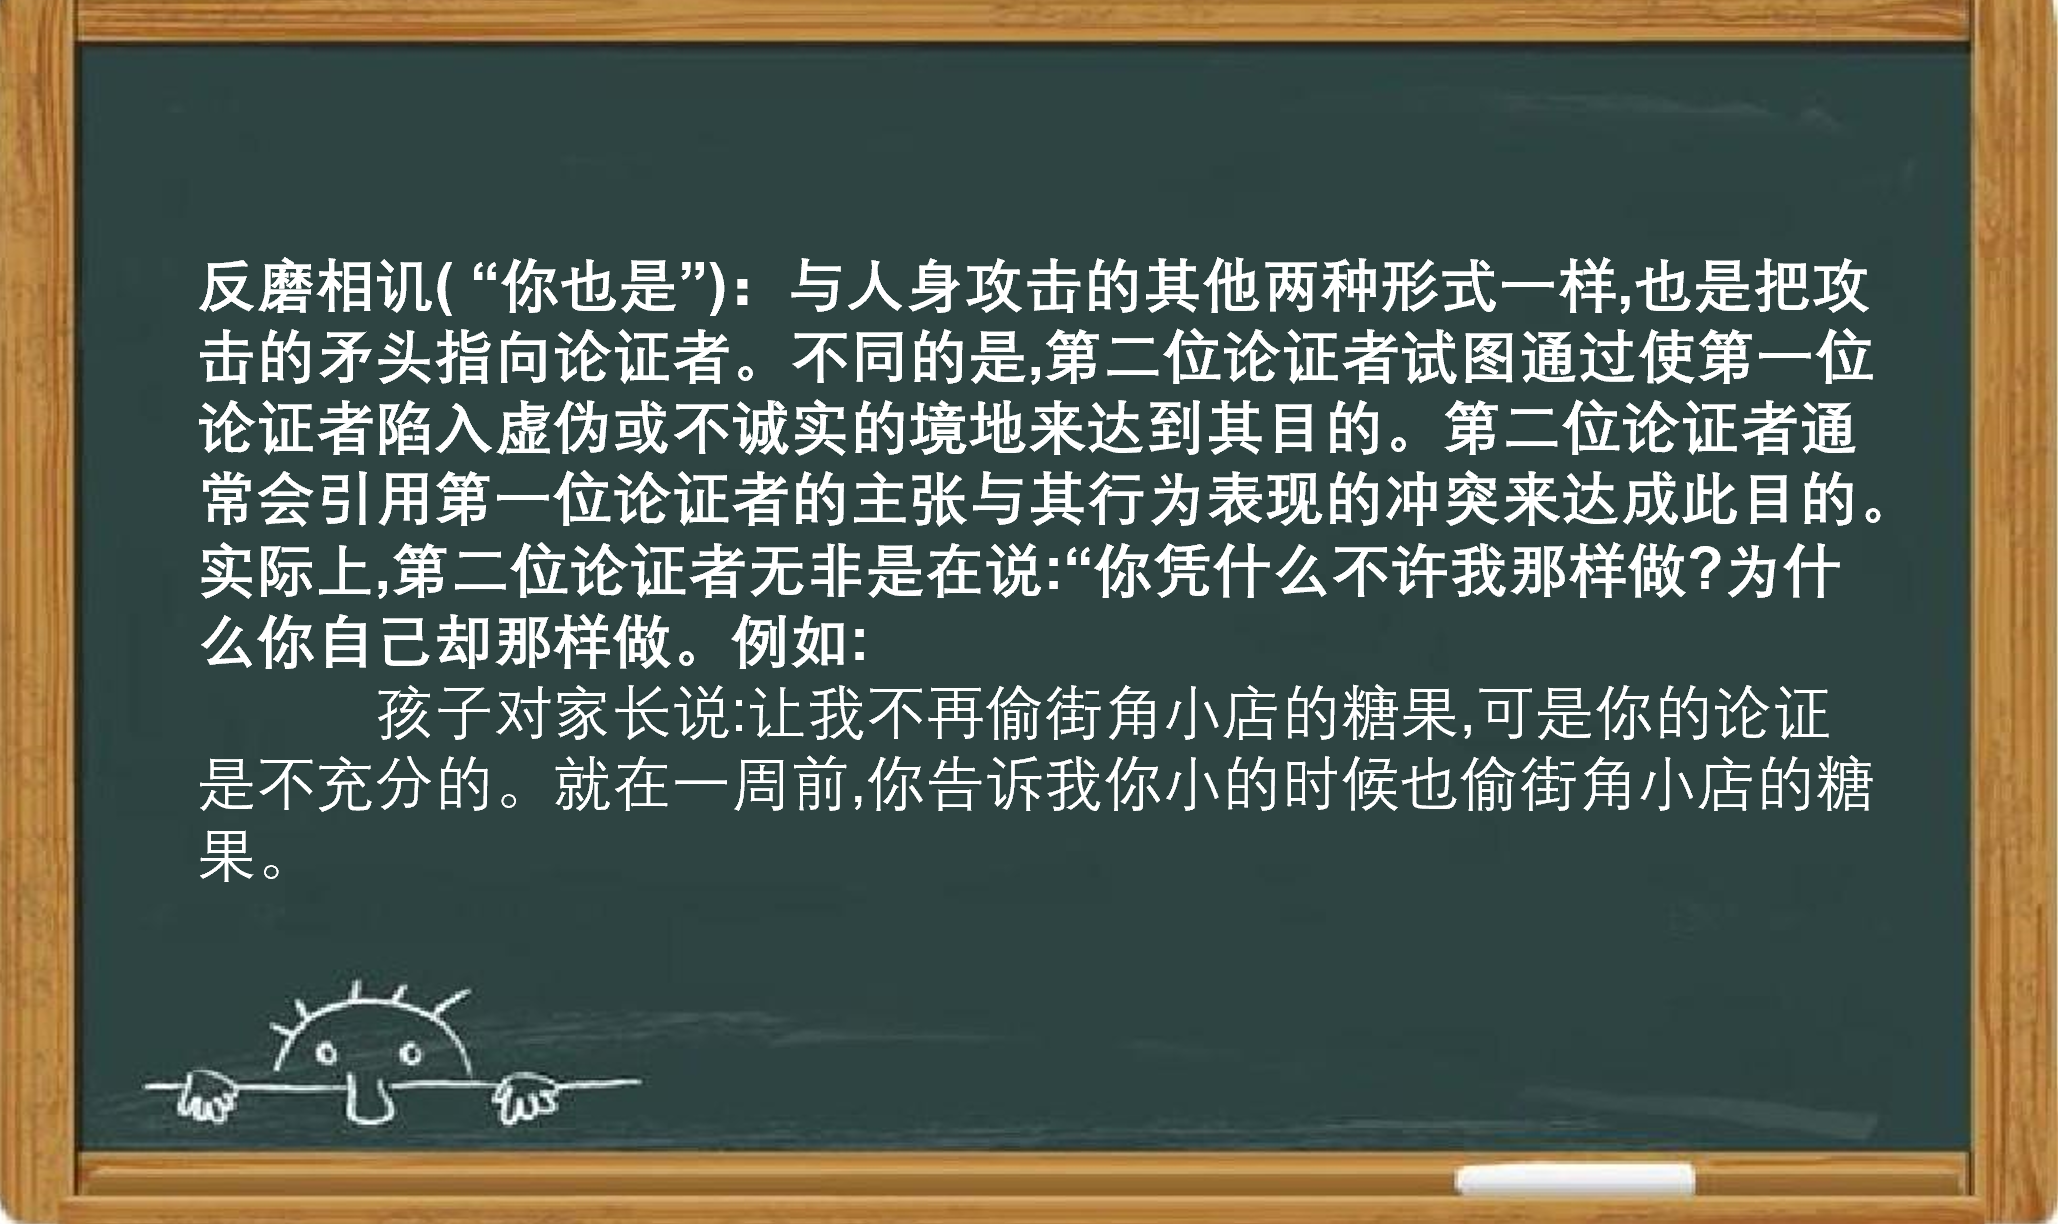 反磨相讥( “你也是”)：与人身攻击的其他两种形式一样,也是把攻
击的矛头指向论证者。不同的是,第二位论证者试图通过使第一位
论证者陷入虚伪或不诚实的境地来达到其目的。第二位论证者通
常会引用第一位论证者的主张与其行为表现的冲突来达成此目的。
实际上,第二位论证者无非是在说:“你凭什么不许我那样做?为什
么你自己却那样做。例如:
孩子对家长说:让我不再偷街角小店的糖果,可是你的论证
是不充分的。就在一周前,你告诉我你小的时候也偷街角小店的糖
果。